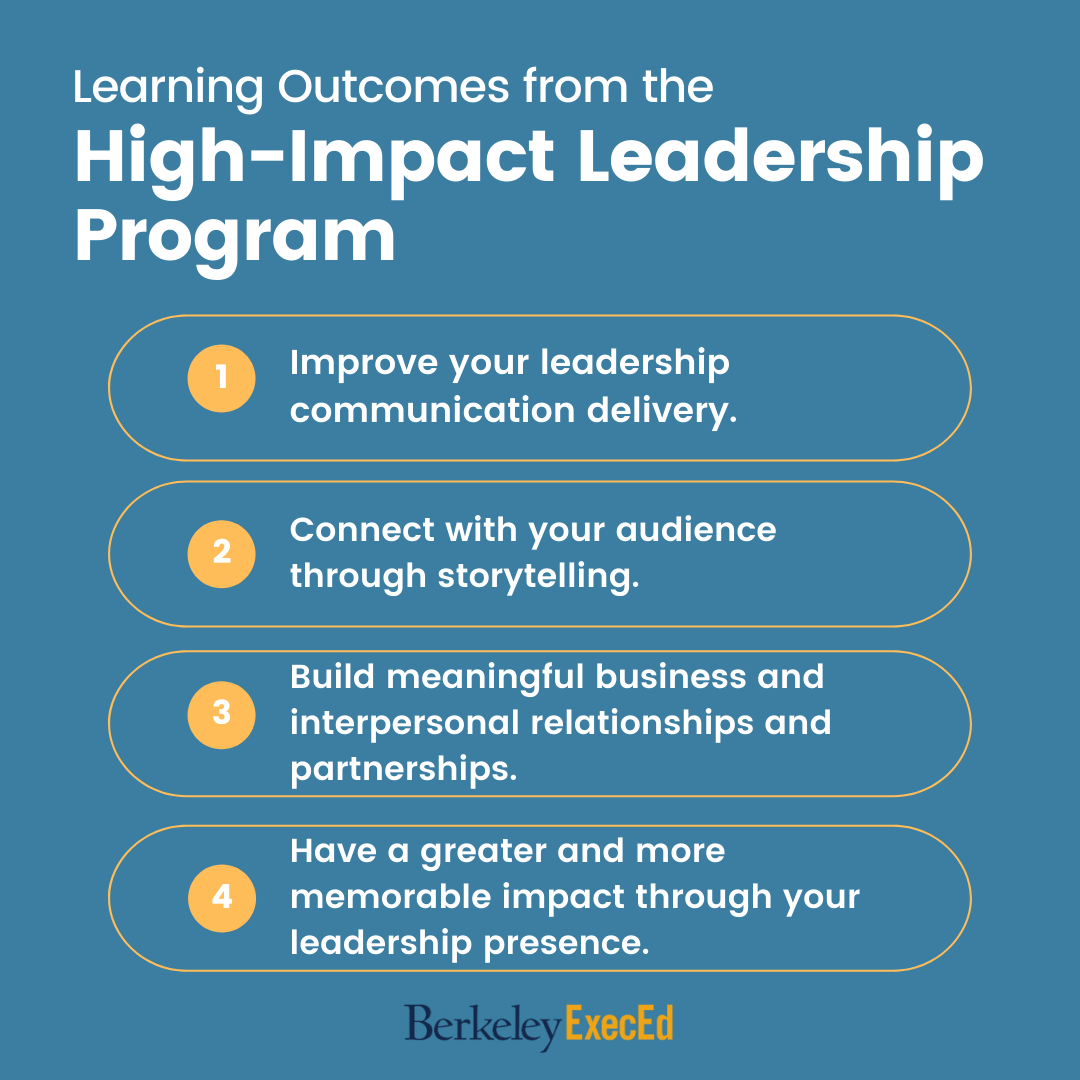 Learning Outcomes from the
High-Impact Leadership
Program
1
Improve your leadership
communication delivery.
2
Connect with your audience
through storytelling.
3
Build meaningful business and
interpersonal relationships and
partnerships.
4
Have a greater and more
memorable impact through your
leadership presence.
Berkeley ExecEd